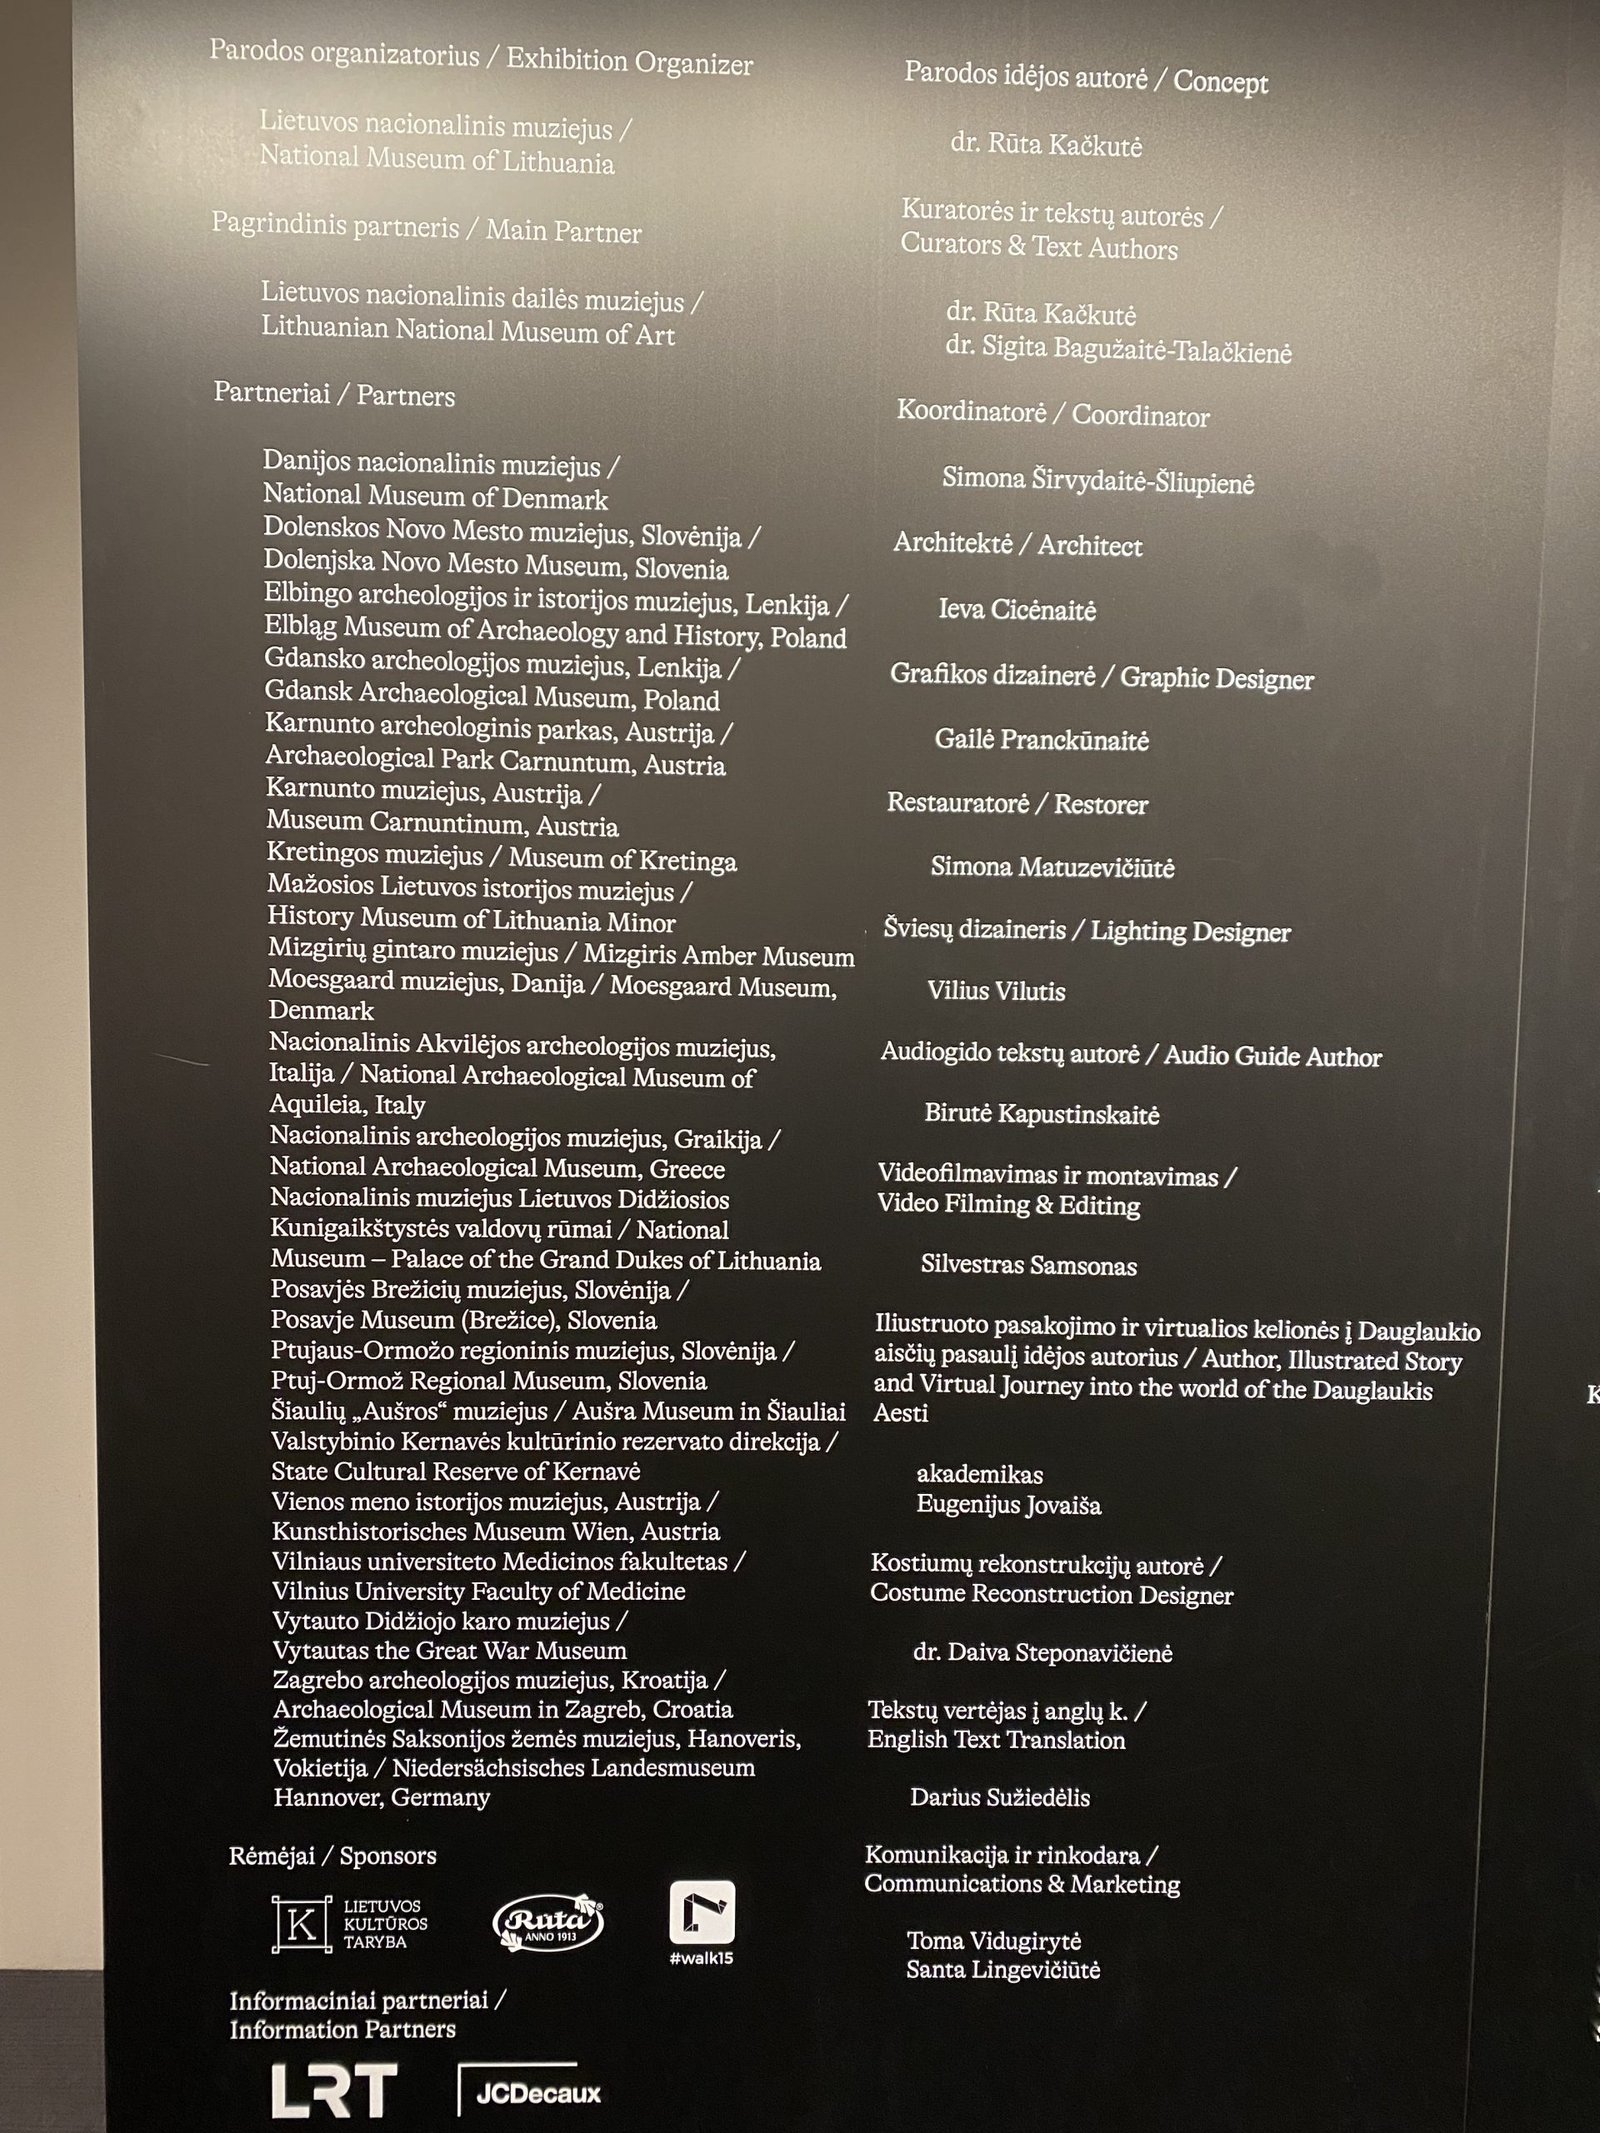 Parodos organizatorius / Exhibition Organizer
Lietuvos nacionalinis muziejus /
National Museum of Lithuania
Pagrindinis partneris / Main Partner
Lietuvos nacionalinis dailės muziejus /
Lithuanian National Museum of Art
Partneriai / Partners
Danijos nacionalinis muziejus /
National Museum of Denmark
Dolenskos Novo Mesto muziejus, Slovėnija /
Dolenjska Novo Mesto Museum, Slovenia
Elbingo archeologijos ir istorijos muziejus, Lenkija /
Elbląg Museum of Archaeology and History, Poland
Gdansko archeologijos muziejus, Lenkija /
Gdansk Archaeological Museum, Poland
Karnunto archeologinis parkas, Austrija /
Archaeological Park Carnuntum, Austria
Karnunto muziejus, Austrija /
Museum Carnuntinum, Austria
Kretingos muziejus / Museum of Kretinga
Mažosios Lietuvos istorijos muziejus /
History Museum of Lithuania Minor
Mizgirių gintaro muziejus / Mizgiris Amber Museum
Moesgaard muziejus, Danija / Moesgaard Museum,
Denmark
Nacionalinis Akvilėjos archeologijos muziejus,
Italija / National Archaeological Museum of
Aquileia, Italy
Nacionalinis archeologijos muziejus, Graikija /
National Archaeological Museum, Greece
Nacionalinis muziejus Lietuvos Didžiosios
Kunigaikštystės valdovų rūmai / National
Museum – Palace of the Grand Dukes of Lithuania
Posavjės Brežicių muziejus, Slovėnija /
Posavje Museum (Brežice), Slovenia
Ptujaus-Ormožo regioninis muziejus, Slovėnija /
Ptuj-Ormož Regional Museum, Slovenia
Šiaulių „Aušros“ muziejus / Aušra Museum in Šiauliai
Valstybinio Kernavės kultūrinio rezervato direkcija /
State Cultural Reserve of Kernavė
Vienos meno istorijos muziejus, Austrija /
Kunsthistorisches Museum Wien, Austria
Vilniaus universiteto Medicinos fakultetas /
Vilnius University Faculty of Medicine
Vytauto Didžiojo karo muziejus /
Vytautas the Great War Museum
Zagrebo archeologijos muziejus, Kroatija /
Archaeological Museum in Zagreb, Croatia
Žemutinės Saksonijos žemės muziejus, Hanoveris,
Vokietija / Niedersächsisches Landesmuseum
Hannover, Germany
Rėmėjai / Sponsors
K
LIETUVOS
KULTŪROS
TARYBA
Rūta®
ANNO 1913
#walk15
Informaciniai partneriai /
Information Partners
LRT
JCDecaux
Parodos idėjos autorė / Concept
dr. Rūta Kačkutė
Kuratorės ir tekstų autorės /
Curators & Text Authors
dr. Rūta Kačkutė
dr. Sigita Bagužaitė-Talačkienė
Koordinatorė / Coordinator
Simona Širvydaitė-Šliupienė
Architektė / Architect
Ieva Cicėnaitė
Grafikos dizainerė / Graphic Designer
Gailė Pranckūnaitė
Restauratorė / Restorer
Simona Matuzevičiūtė
Šviesų dizaineris / Lighting Designer
Vilius Vilutis
Audiogido tekstų autorė / Audio Guide Author
Birutė Kapustinskaitė
Videofilmavimas ir montavimas /
Video Filming & Editing
Silvestras Samsonas
Iliustruoto pasakojimo ir virtualios kelionės į Dauglaukio
aisčių pasaulį idėjos autorius / Author, Illustrated Story
and Virtual Journey into the world of the Dauglaukis
Aesti
akademikas
Eugenijus Jovaiša
Kostiumų rekonstrukcijų autorė /
Costume Reconstruction Designer
dr. Daiva Steponavičienė
Tekstų vertėjas į anglų k. /
English Text Translation
Darius Sužiedėlis
Komunikacija ir rinkodara /
Communications & Marketing
Toma Vidugirytė
Santa Lingevičiūtė
K